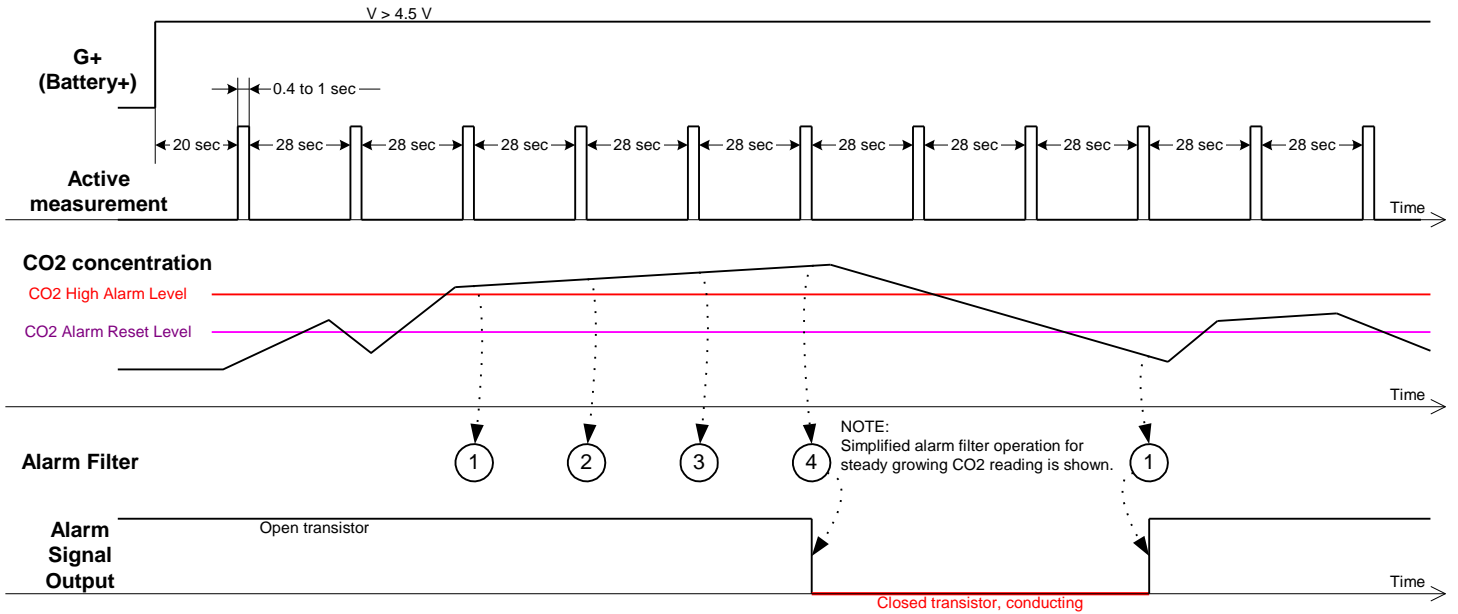 V > 4.5 V
G+
(Battery+)
0.4 to 1 sec
20 sec 28 sec 28 sec 28 sec 28 sec 28 sec 28 sec 28 sec 28 sec 28 sec 28 sec
Active
measurement
Time
CO2 concentration
CO2 High Alarm Level
CO2 Alarm Reset Level
Time
NOTE:
Simplified alarm filter operation for
steady growing CO2 reading is shown.
Alarm Filter
1 2 3 4 1
Open transistor
Alarm
Signal
Output
Time
Closed transistor, conducting